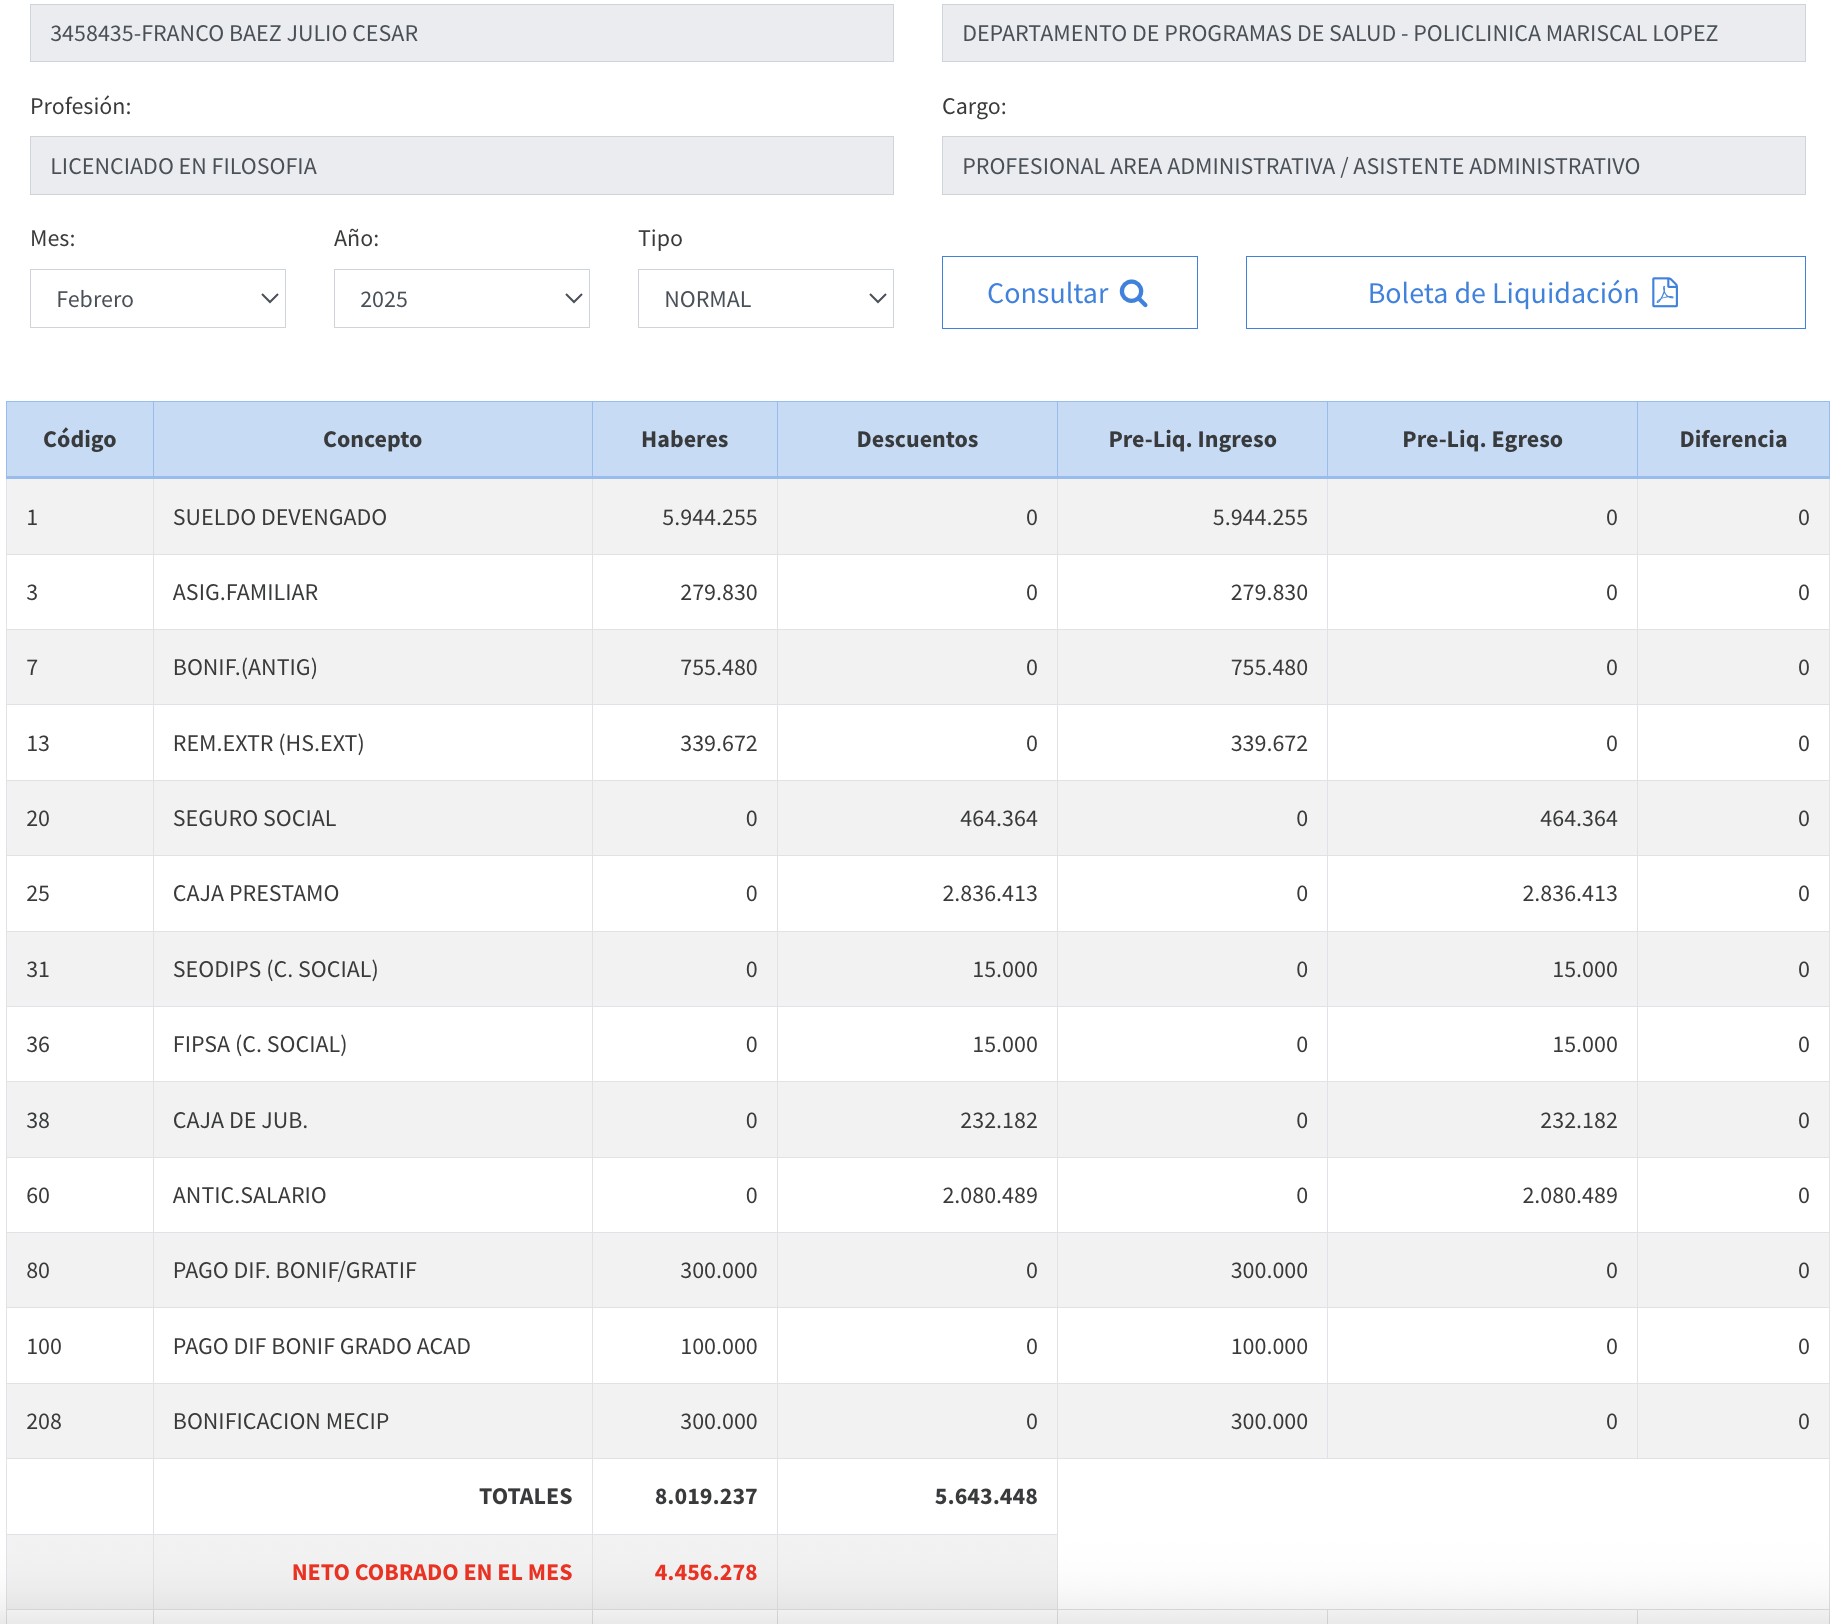 3458435-FRANCO BAEZ JULIO CESAR DEPARTAMENTO DE PROGRAMAS DE SALUD - POLICLINICA MARISCAL LOPEZ
Profesión: Cargo:
LICENCIADO EN FILOSOFIA PROFESIONAL AREA ADMINISTRATIVA / ASISTENTE ADMINISTRATIVO
Mes: Año: Tipo
Febrero 2025 NORMAL Consultar Boleta de Liquidación
Código Concepto Haberes Descuentos Pre-Liq. Ingreso Pre-Liq. Egreso Diferencia
1 SUELDO DEVENGADO 5.944.255 0 5.944.255 0 0
3 ASIG.FAMILIAR 279.830 0 279.830 0 0
7 BONIF.(ANTIG) 755.480 0 755.480 0 0
13 REM.EXTR (HS.EXT) 339.672 0 339.672 0 0
20 SEGURO SOCIAL 0 464.364 0 464.364 0
25 CAJA PRESTAMO 0 2.836.413 0 2.836.413 0
31 SEODIPS (C. SOCIAL) 0 15.000 0 15.000 0
36 FIPSA (C. SOCIAL) 0 15.000 0 15.000 0
38 CAJA DE JUB. 0 232.182 0 232.182 0
60 ANTIC.SALARIO 0 2.080.489 0 2.080.489 0
80 PAGO DIF. BONIF/GRATIF 300.000 0 300.000 0 0
100 PAGO DIF BONIF GRADO ACAD 100.000 0 100.000 0 0
208 BONIFICACION MECIP 300.000 0 300.000 0 0
TOTALES 8.019.237 5.643.448
NETO COBRADO EN EL MES 4.456.278